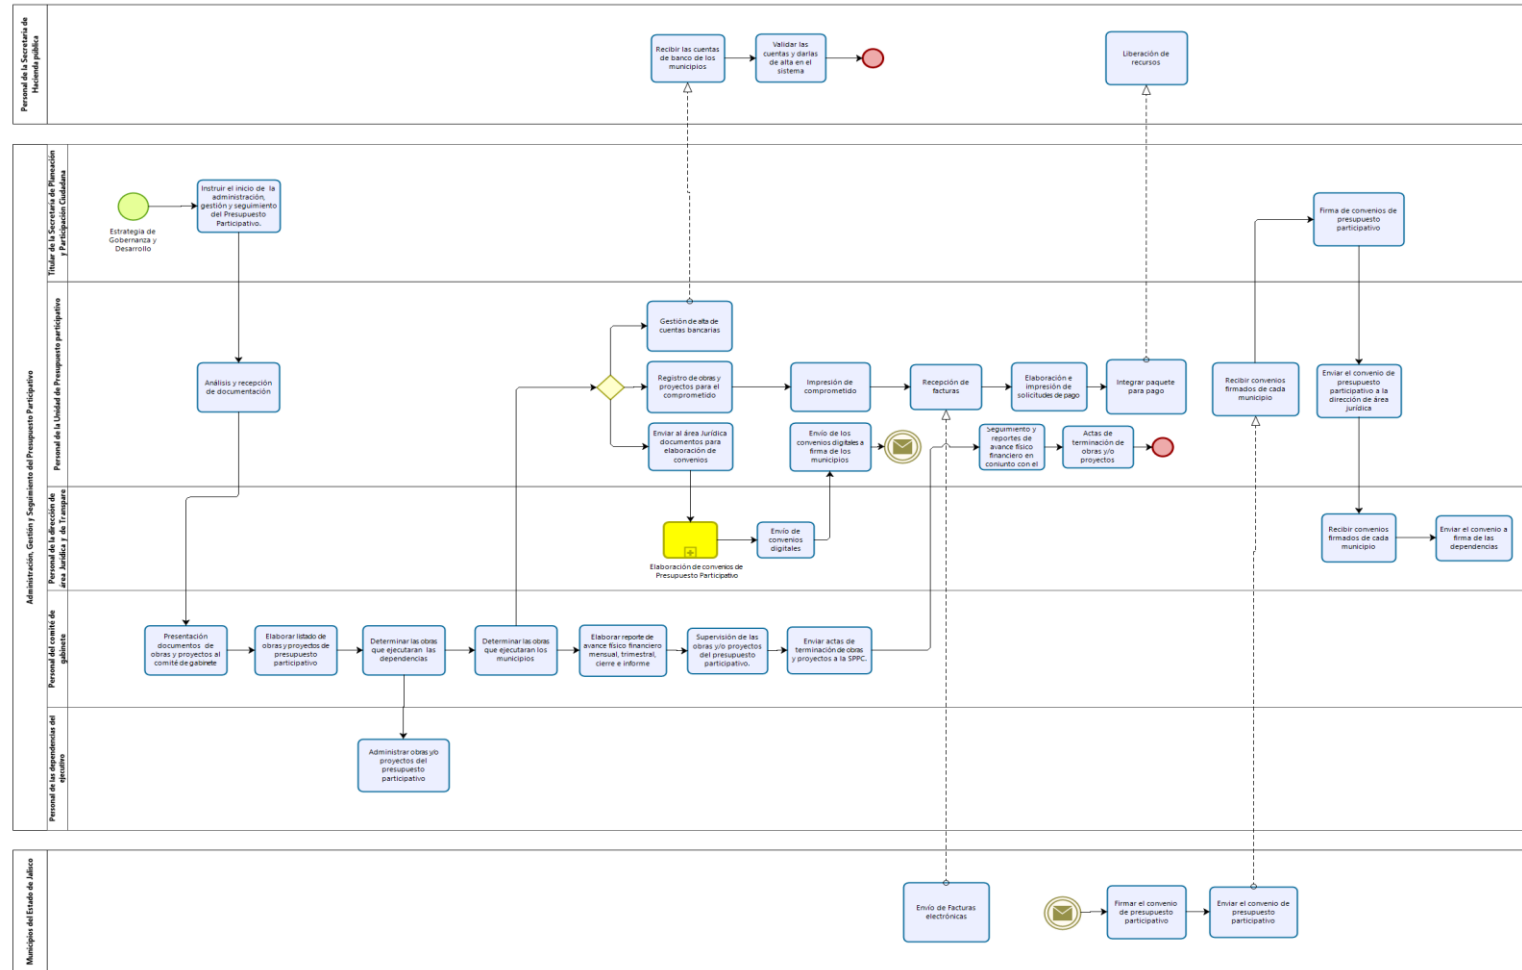 Personal de la Secretaría de
Hacienda pública
Recibir las cuentas
de banco de los
municipios
Validar las
cuentas y darlas
de alta en el
sistema
Liberación de
recursos
Administración, Gestión y Seguimiento del Presupuesto Participativo
Titular de la Secretaría de Planeación
y Participación Ciudadana
Estrategia de
Gobernanza y
Desarrollo
Instruir el inicio de la
administración,
gestión y seguimiento
del Presupuesto
Participativo.
Firma de convenios de
presupuesto
participativo
Personal de la Unidad de Presupuesto participativo
Análisis y recepción
de documentación
Gestión de alta de
cuentas bancarias
Registro de obras y
proyectos para el
comprometido
Impresión de
comprometido
Recepción de
facturas
Elaboración e
impresión de
solicitudes de pago
Integrar paquete
para pago
Recibir convenios
firmados de cada
municipio
Enviar el convenio de
presupuesto
participativo a la
dirección de área
jurídica
Enviar al área Jurídica
documentos para
elaboración de
convenios
Envío de los
convenios digitales a
firma de los
municipios
Seguimiento y
reportes de
avance físico
financiero en
conjunto con el
Actas de
terminación de
obras y/o
proyectos
Personal de la dirección de
área Jurídica y de Transpare
Elaboración de convenios de
Presupuesto Participativo
Envío de
convenios
digitales
Recibir convenios
firmados de cada
municipio
Enviar el convenio a
firma de las
dependencias
Personal del comité de
gabinete
Presentación
documentos de
obras y proyectos al
comité de gabinete
Elaborar listado de
obras y proyectos de
presupuesto
participativo
Determinar las obras
que ejecutaran las
dependencias
Determinar las obras
que ejecutaran los
municipios
Elaborar reporte de
avance físico financiero
mensual, trimestral,
cierre e informe
Supervisión de las
obras y/o proyectos
del presupuesto
participativo.
Enviar actas de
terminación de obras
y proyectos a la SPPC.
Personal de las dependencias del
ejecutivo
Administrar obras y/o
proyectos del
presupuesto
participativo
Municipios del Estado de Jalisco
Envío de Facturas
electrónicas
Firmar el convenio
de presupuesto
participativo
Enviar el convenio de
presupuesto
participativo